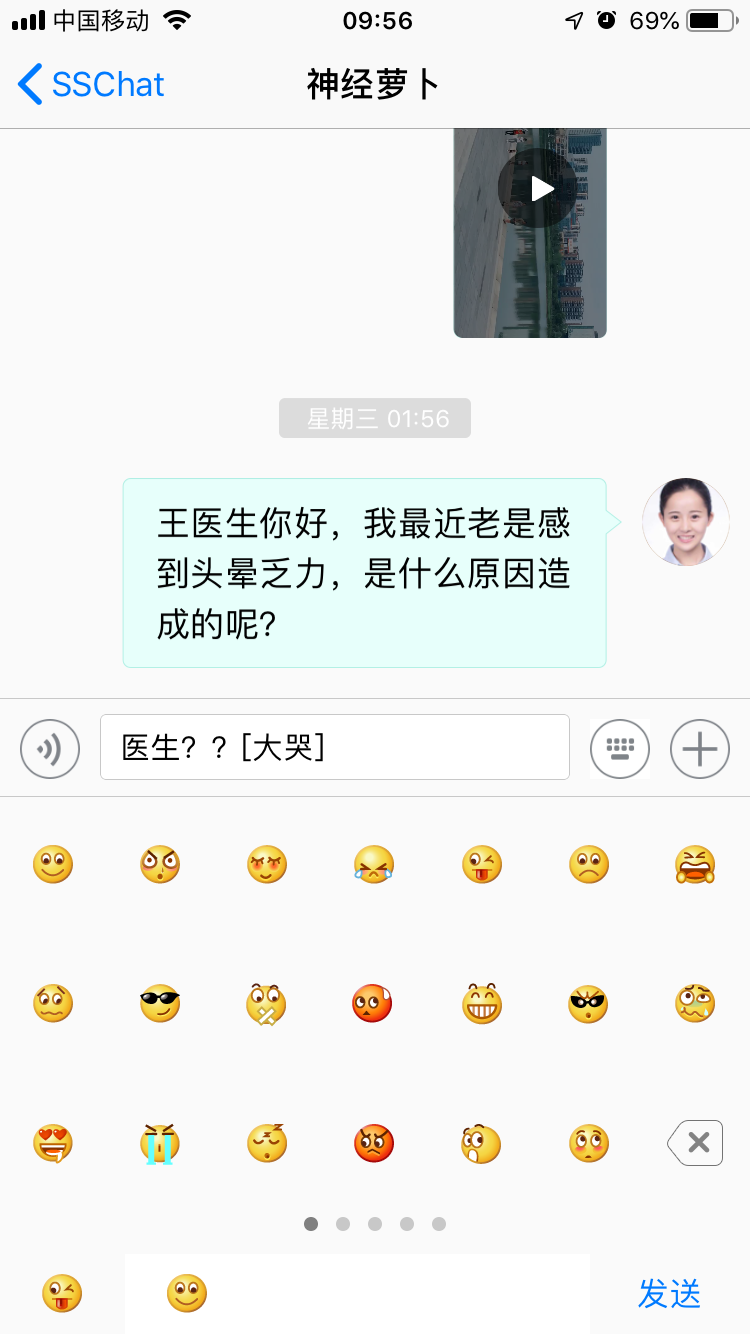 中国移动 09:56 69%
SSChat 神经萝卜
星期三 01:56
王医生你好，我最近老是感
到头晕乏力，是什么原因造
成的呢?
医生? ? [大哭]
发送